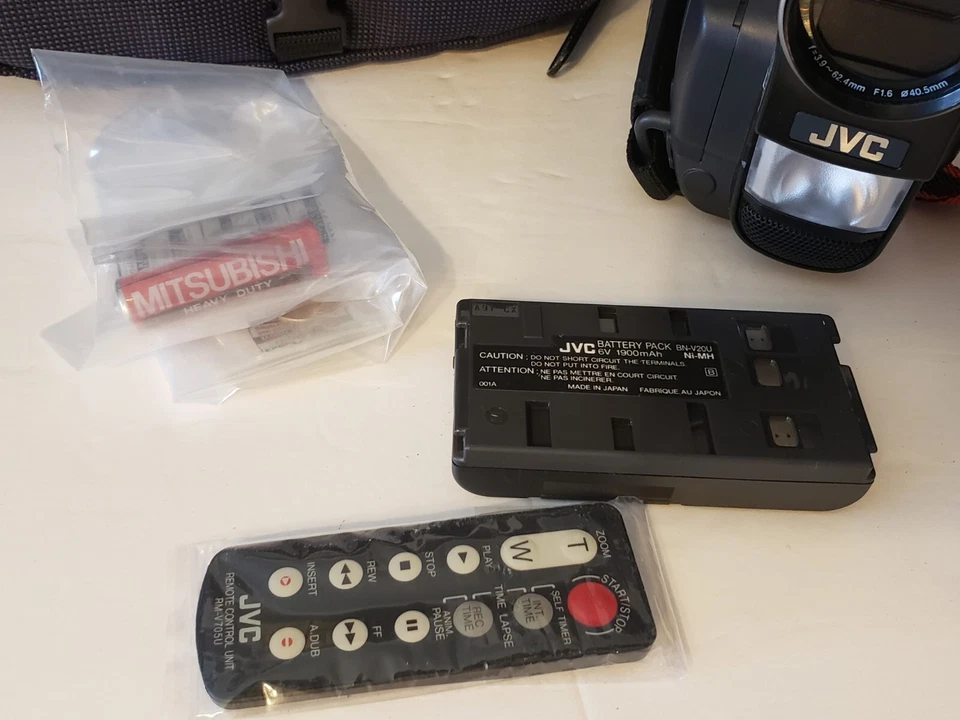 f=3.9~62.4mm F1.6 ø40.5mm
JVC
MITSUBISHI
HEAVY DUTY
JVC BATTERY PACK BN-V20U
6V 1900mAh Ni-MH
CAUTION : DO NOT SHORT CIRCUIT THE TERMINALS.
DO NOT PUT INTO FIRE.
ATTENTION : NE PAS METTRE EN COURT CIRCUIT.
NE PAS INCINERER.
001A MADE IN JAPAN FABRIQUE AU JAPON
B
ZOOM
T
W
START/STOP
PLAY
STOP
REW
INSERT
SELF TIMER
INT. TIME
TIME LAPSE
REC TIME
ANIM.
PAUSE
FF
A.DUB
JVC
REMOTE CONTROL UNIT
RM-V705U